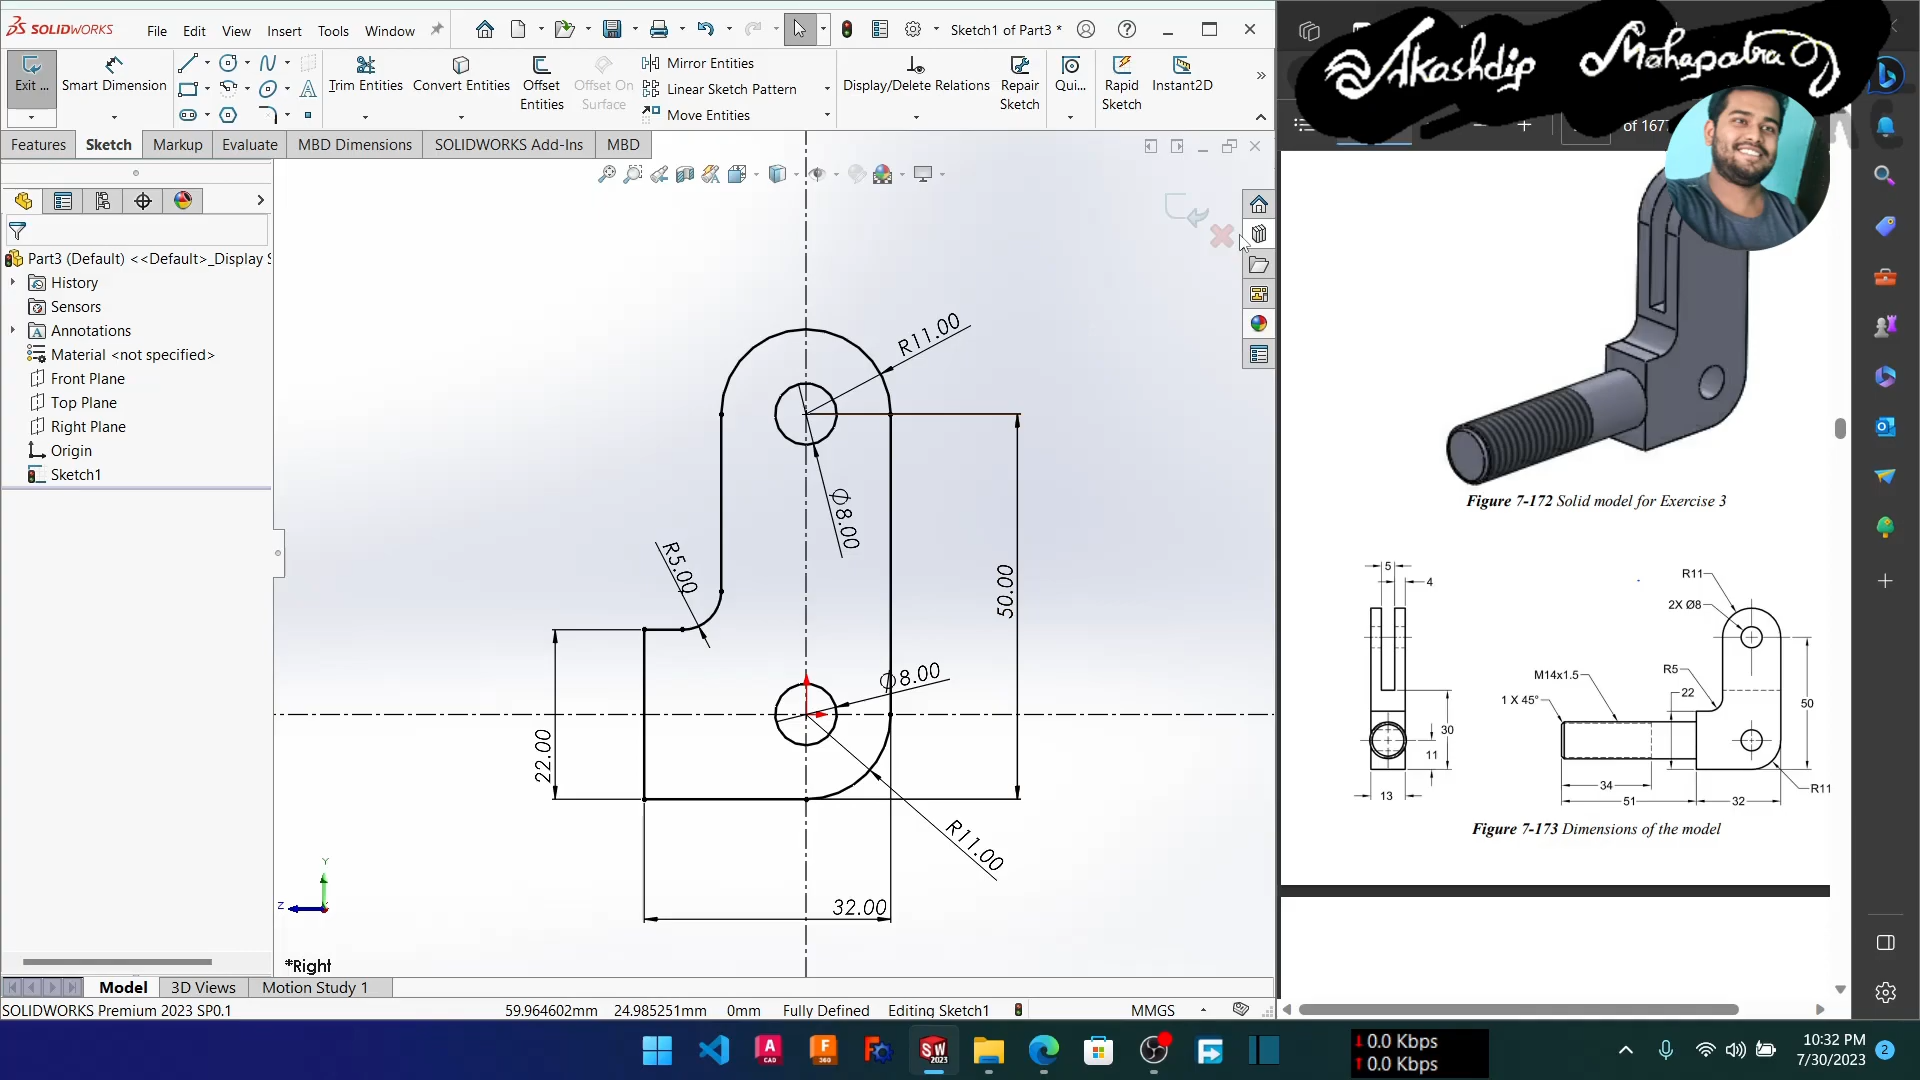 SOLIDWORKS File Edit View Insert Tools Window Sketch1 of Part3 *
Exit ... Smart Dimension Trim Entities Convert Entities Offset Entities Offset On Surface Mirror Entities Display/Delete Relations Repair Sketch Qui... Rapid Sketch Instant2D
Linear Sketch Pattern
Move Entities
Features Sketch Markup Evaluate MBD Dimensions SOLIDWORKS Add-Ins MBD
Part3 (Default) <<Default>_Display S
History
Sensors
Annotations
Material <not specified>
Front Plane
Top Plane
Right Plane
Origin
Sketch1
R11.00
Ø8.00
R5.00
50.00
Ø8.00
22.00
R11.00
32.00
Y
Z
*Right
Model 3D Views Motion Study 1
SOLIDWORKS Premium 2023 SP0.1 59.964602mm 24.985251mm 0mm Fully Defined Editing Sketch1 MMGS
Akashdip Mahapatra
of 1677
Figure 7-172 Solid model for Exercise 3
5
4
30
11
13
R11
2X Ø8
R5
M14x1.5
22
1 X 45°
50
34
51
32
R11
Figure 7-173 Dimensions of the model
0.0 Kbps
0.0 Kbps
10:32 PM
7/30/2023
2